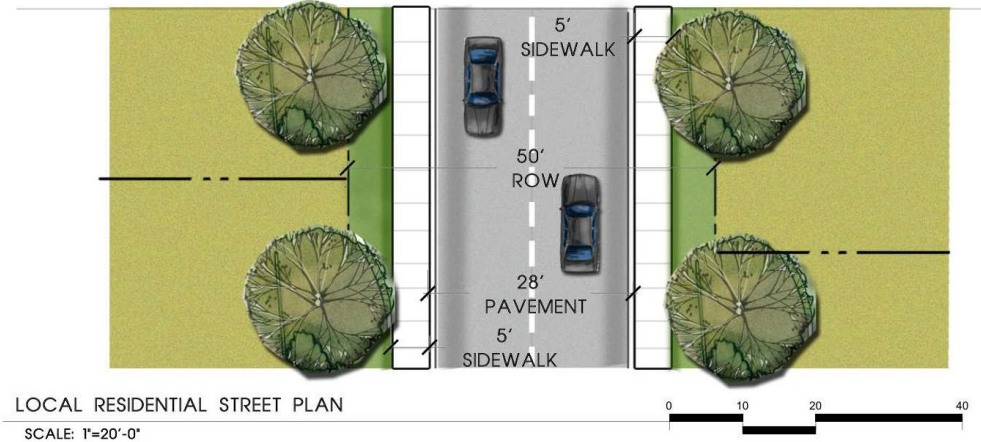 5'
SIDEWALK
50'
ROW
28'
PAVEMENT
5'
SIDEWALK
LOCAL RESIDENTIAL STREET PLAN
SCALE: 1"=20'-0"
0 10 20 40